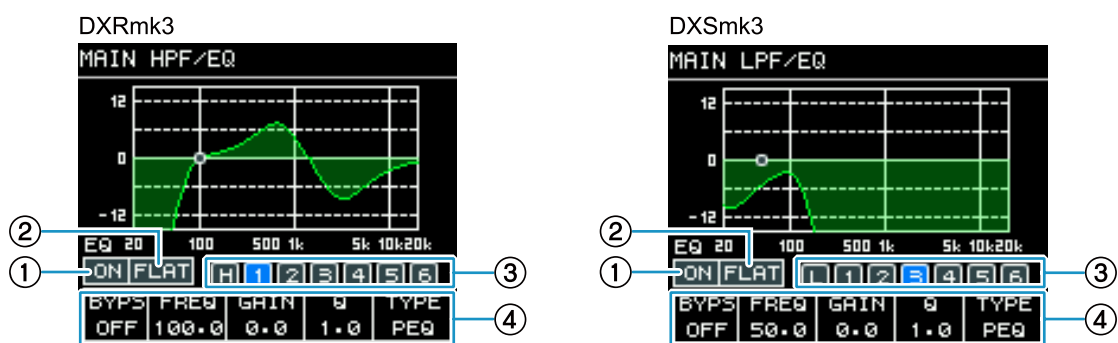 DXRmk3
MAIN HPF/EQ
12
0
-12
EQ 20 100 500 1k 5k 10k20k
② 
① ON FLAT H 1 2 3 4 5 6 ③
BYPS FREQ GAIN Q TYPE
OFF 100.0 0.0 1.0 PEQ ④
DXSmk3
MAIN LPF/EQ
12
0
-12
EQ 20 100 500 1k 5k 10k20k
②
① ON FLAT L 1 2 3 4 5 6 ③
BYPS FREQ GAIN Q TYPE
OFF 50.0 0.0 1.0 PEQ ④